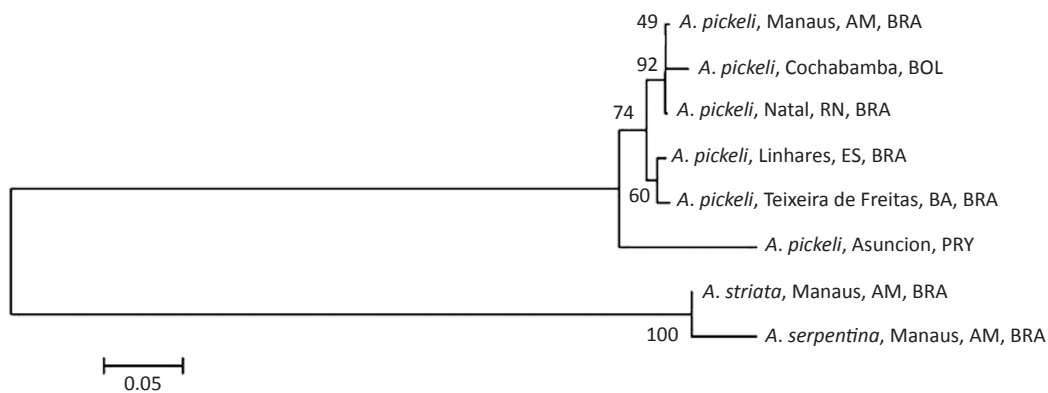 49 A. pickeli, Manaus, AM, BRA
92 A. pickeli, Cochabamba, BOL
74 A. pickeli, Natal, RN, BRA
A. pickeli, Linhares, ES, BRA
60 A. pickeli, Teixeira de Freitas, BA, BRA
A. pickeli, Asuncion, PRY
A. striata, Manaus, AM, BRA
100 A. serpentina, Manaus, AM, BRA
0.05